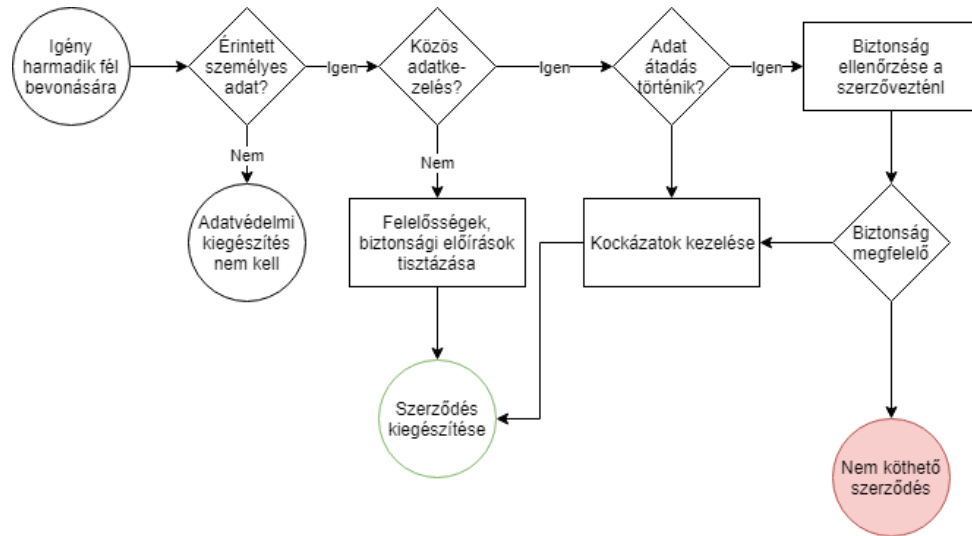 Igény
harmadik fél
bevonására
Érintett
személyes
adat?
Igen
Közös
adatke-
zelés?
Igen
Adat
átadás
történik?
Igen
Biztonság
ellenőrzése a
szerzővezténl
Nem
Nem
Adatvédelmi
kiegészítés
nem kell
Felelősségek,
biztonsági előírások
tisztázása
Kockázatok kezelése
Biztonság
megfelelő
Szerződés
kiegészítése
Nem köthető
szerződés